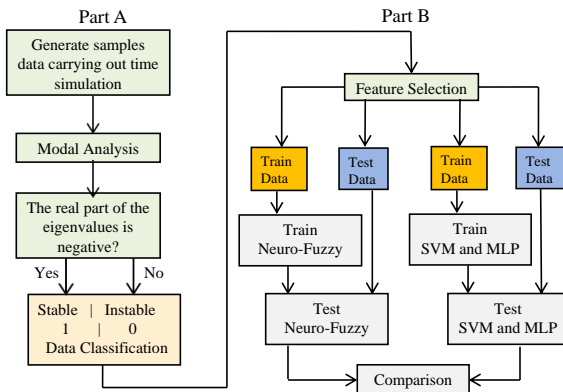 Part A
Generate samples
data carrying out time
simulation
Modal Analysis
The real part of the
eigenvalues is
negative?
Yes
No
Stable | Instable
1 | 0
Data Classification
Part B
Feature Selection
Train
Data
Test
Data
Train
Data
Test
Data
Train
Neuro-Fuzzy
Train
SVM and MLP
Test
Neuro-Fuzzy
Test
SVM and MLP
Comparison